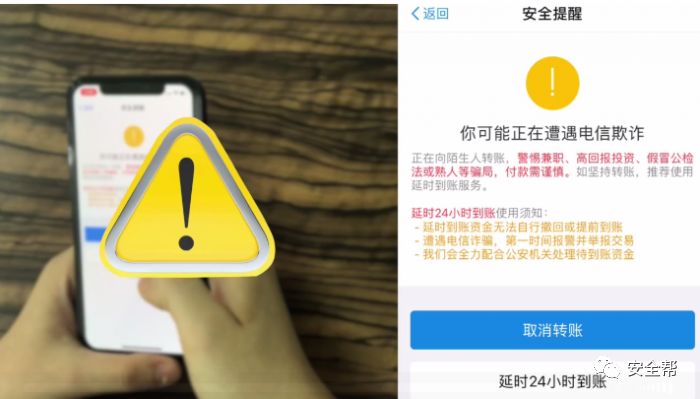 返回
安全提醒
你可能正在遭遇电信欺诈
正在向陌生人转账，警惕兼职、高回报投资、假冒公检
法或熟人等骗局，付款需谨慎。如坚持转账，推荐使用
延时到账服务。
延时24小时到账使用须知：
- 延时到账资金无法自行撤回或提前到账
- 遭遇电信诈骗，第一时间报警并举报交易
- 我们会全力配合公安机关处理待到账资金
取消转账
延时24小时到账
安全帮